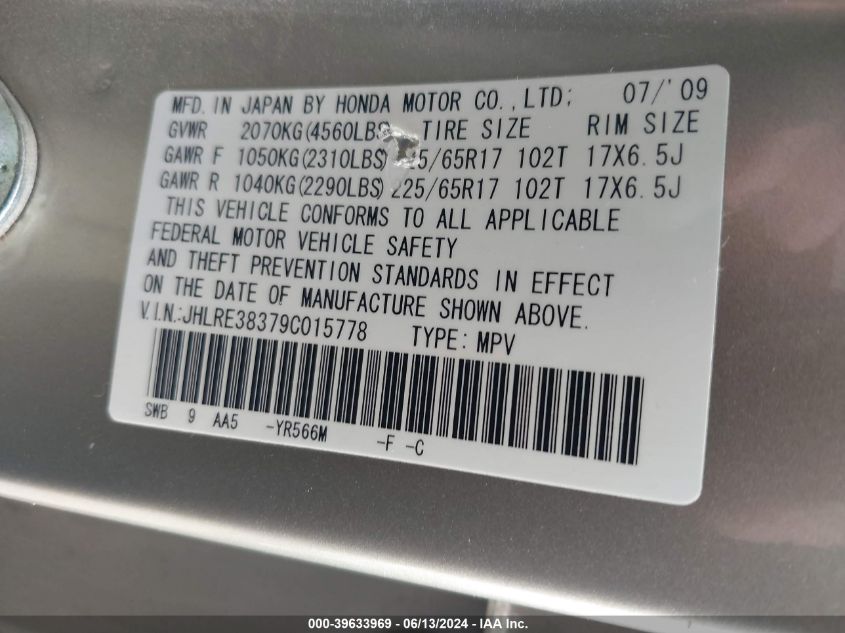 MFD. IN JAPAN BY HONDA MOTOR CO., LTD; 07/'09
GVWR 2070KG(4560LBS TIRE SIZE RIM SIZE
GAWR F 1050KG(2310LBS) 5/65R17 102T 17X6.5J
GAWR R 1040KG(2290LBS) 225/65R17 102T 17X6.5J
THIS VEHICLE CONFORMS TO ALL APPLICABLE
FEDERAL MOTOR VEHICLE SAFETY
AND THEFT PREVENTION STANDARDS IN EFFECT
ON THE DATE OF MANUFACTURE SHOWN ABOVE.
V.I.N.:JHLRE38379C015778 TYPE: MPV
SWB 9 AA5 -YR566M -F -C
000-39633969 - 06/13/2024 - IAA Inc.